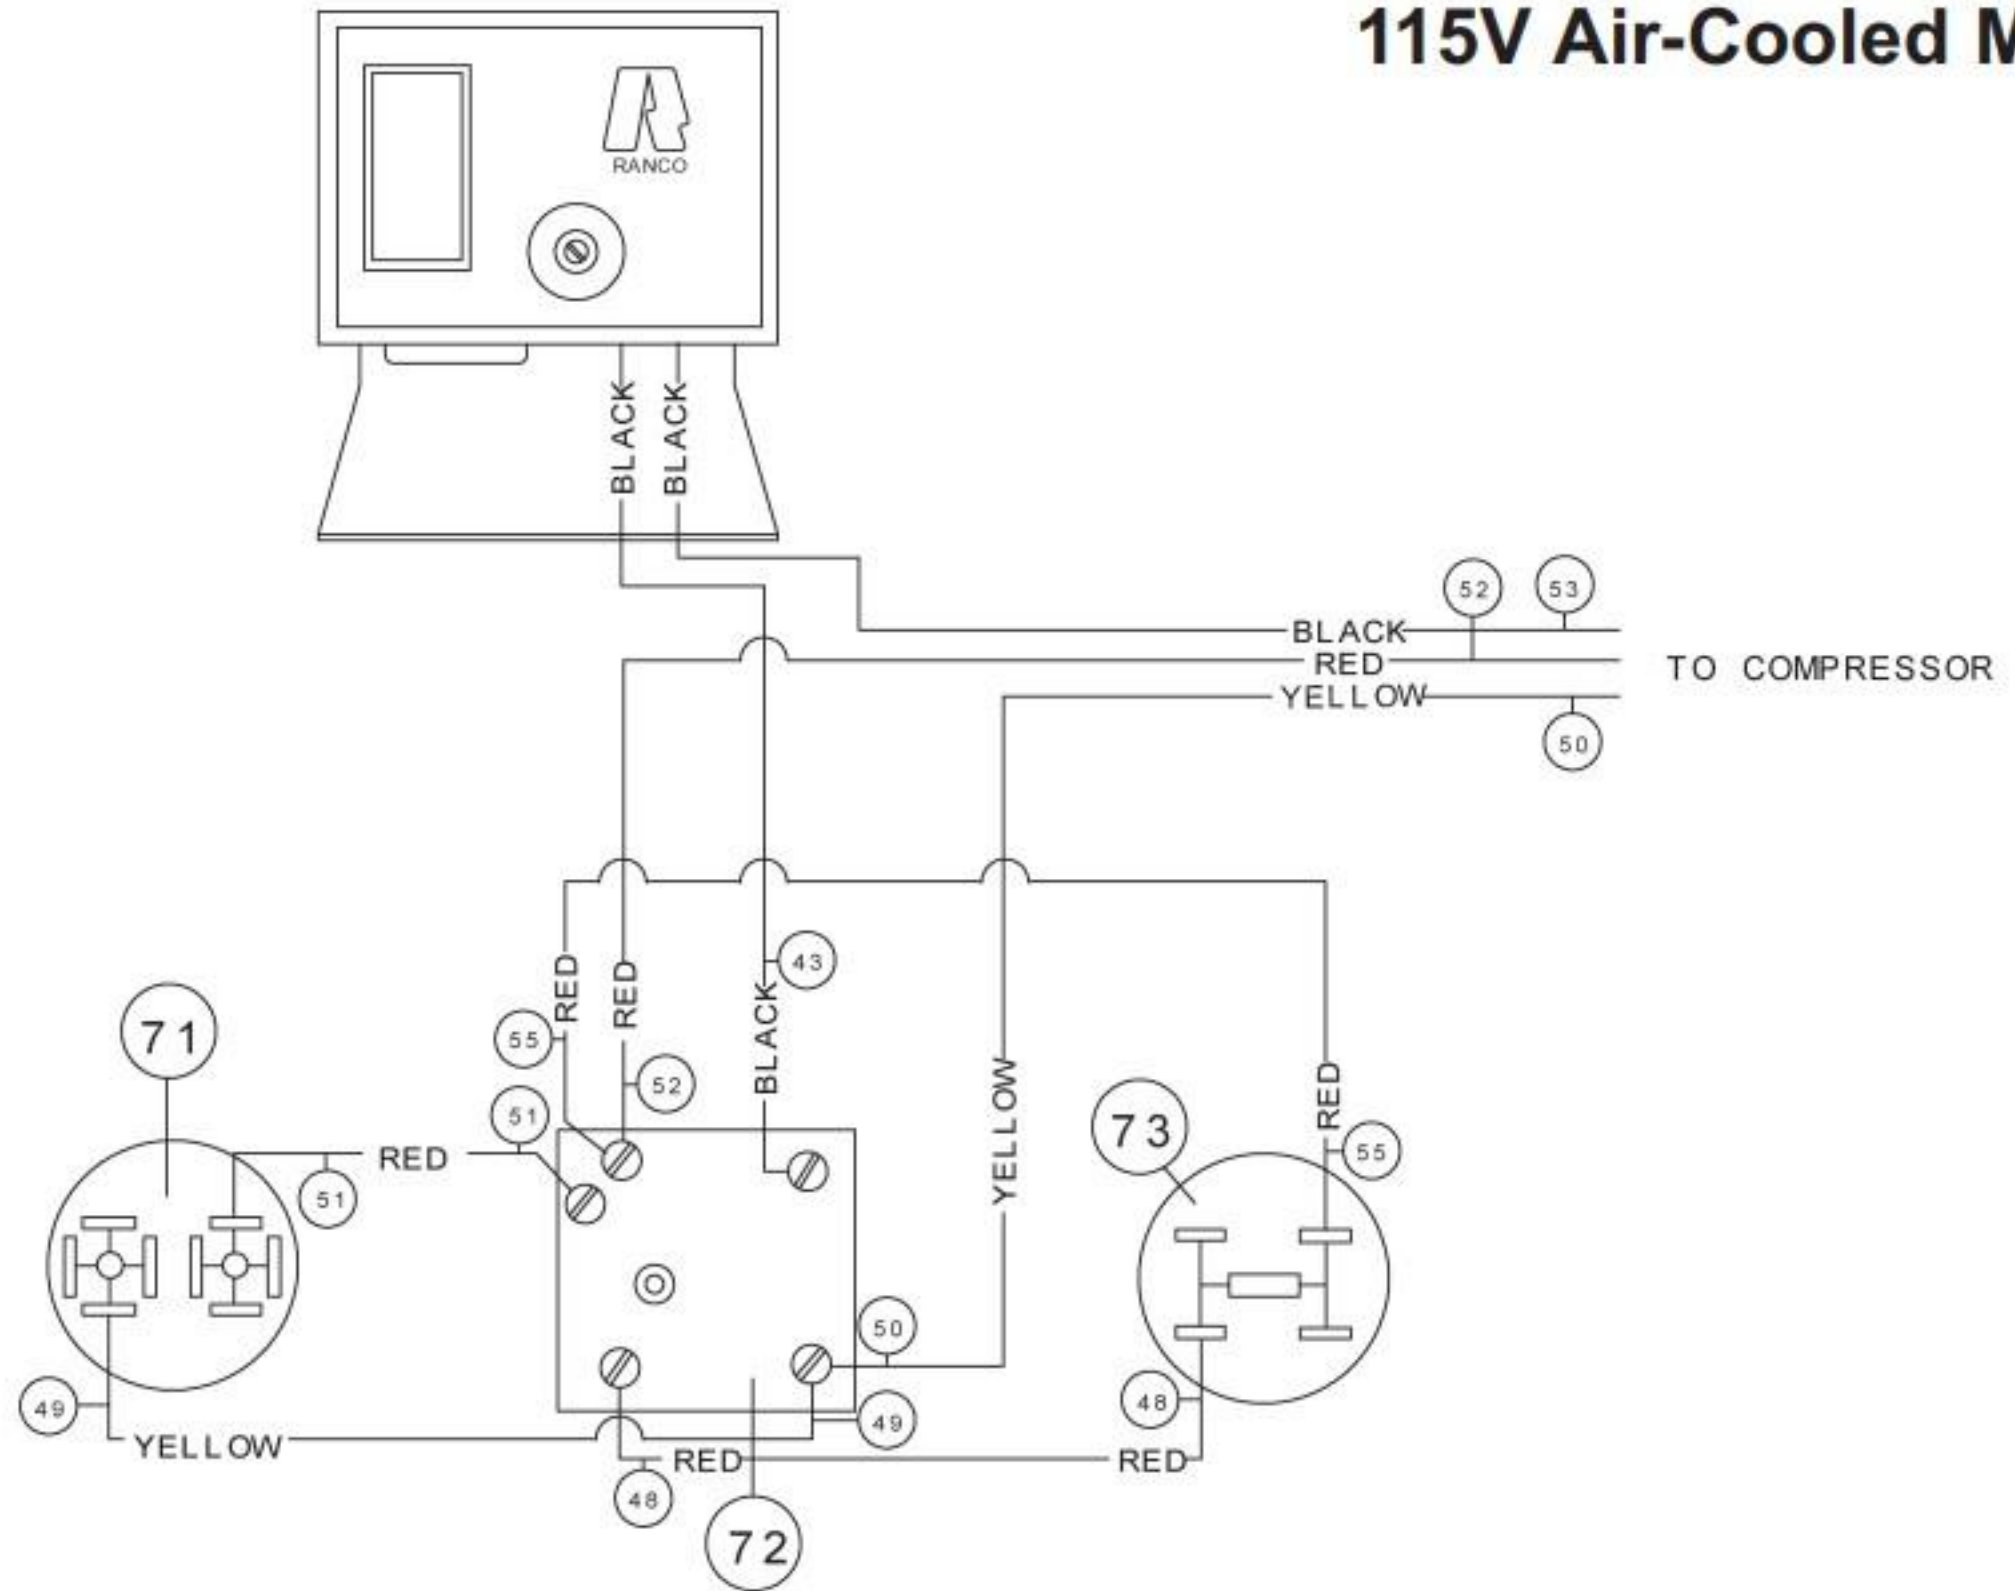 115V Air-Cooled M
RANCO
BLACK
BLACK
52
53
BLACK
RED
TO COMPRESSOR
YELLOW
50
43
RED
RED
BLACK
71
55
52
51
YELLOW
73
RED
55
RED
51
50
49
48
49
YELLOW
RED
RED
48
72